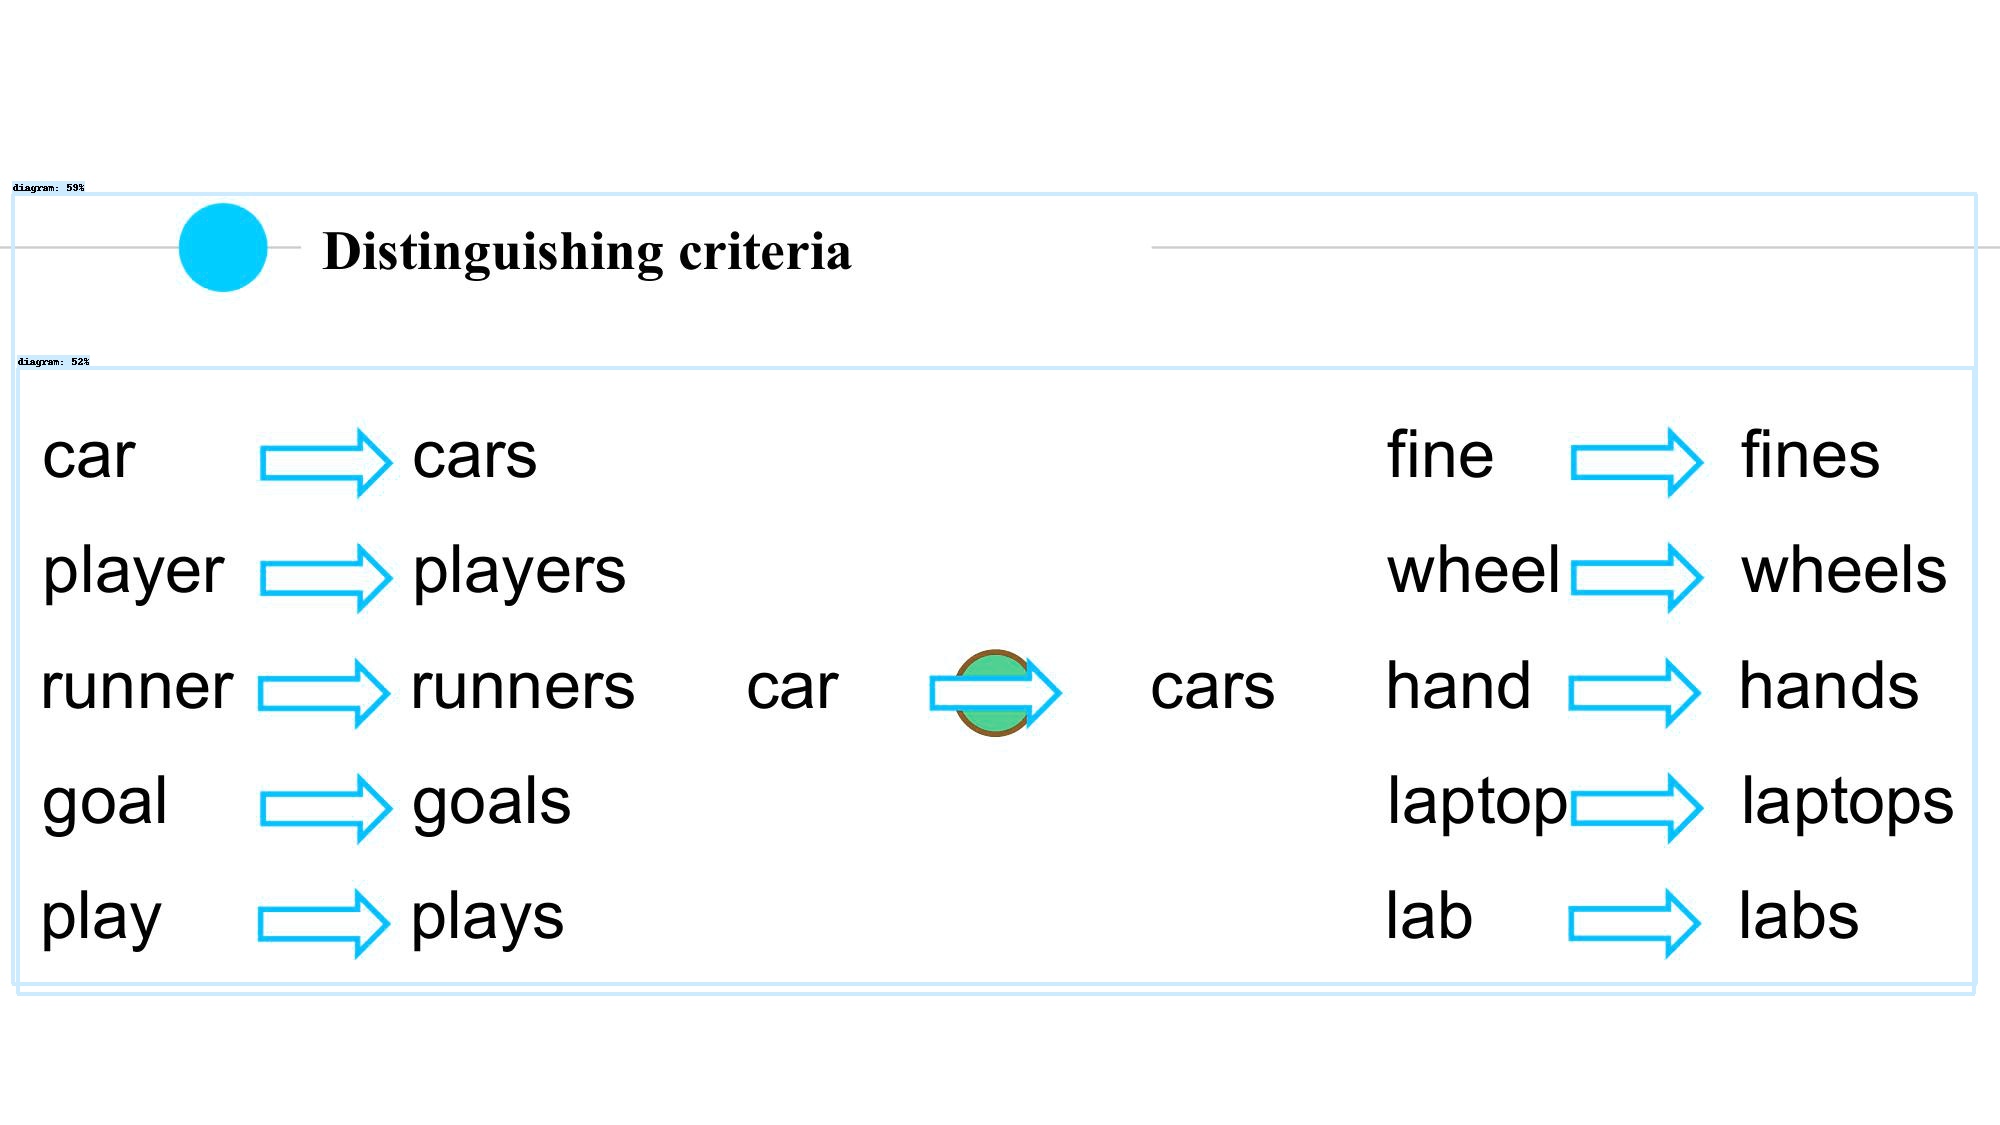 diagram: 59%
Distinguishing criteria
diagram: 52%
car cars fine fines
player players wheel wheels
runner runners car cars hand hands
goal goals laptop laptops
play plays lab labs